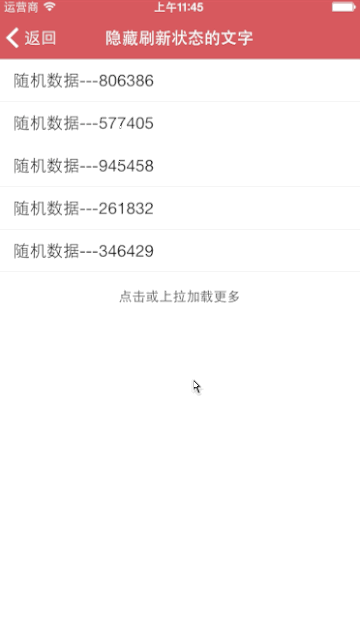 运营商 上午11:45
返回 隐藏刷新状态的文字
随机数据---806386
随机数据---577405
随机数据---945458
随机数据---261832
随机数据---346429
点击或上拉加载更多